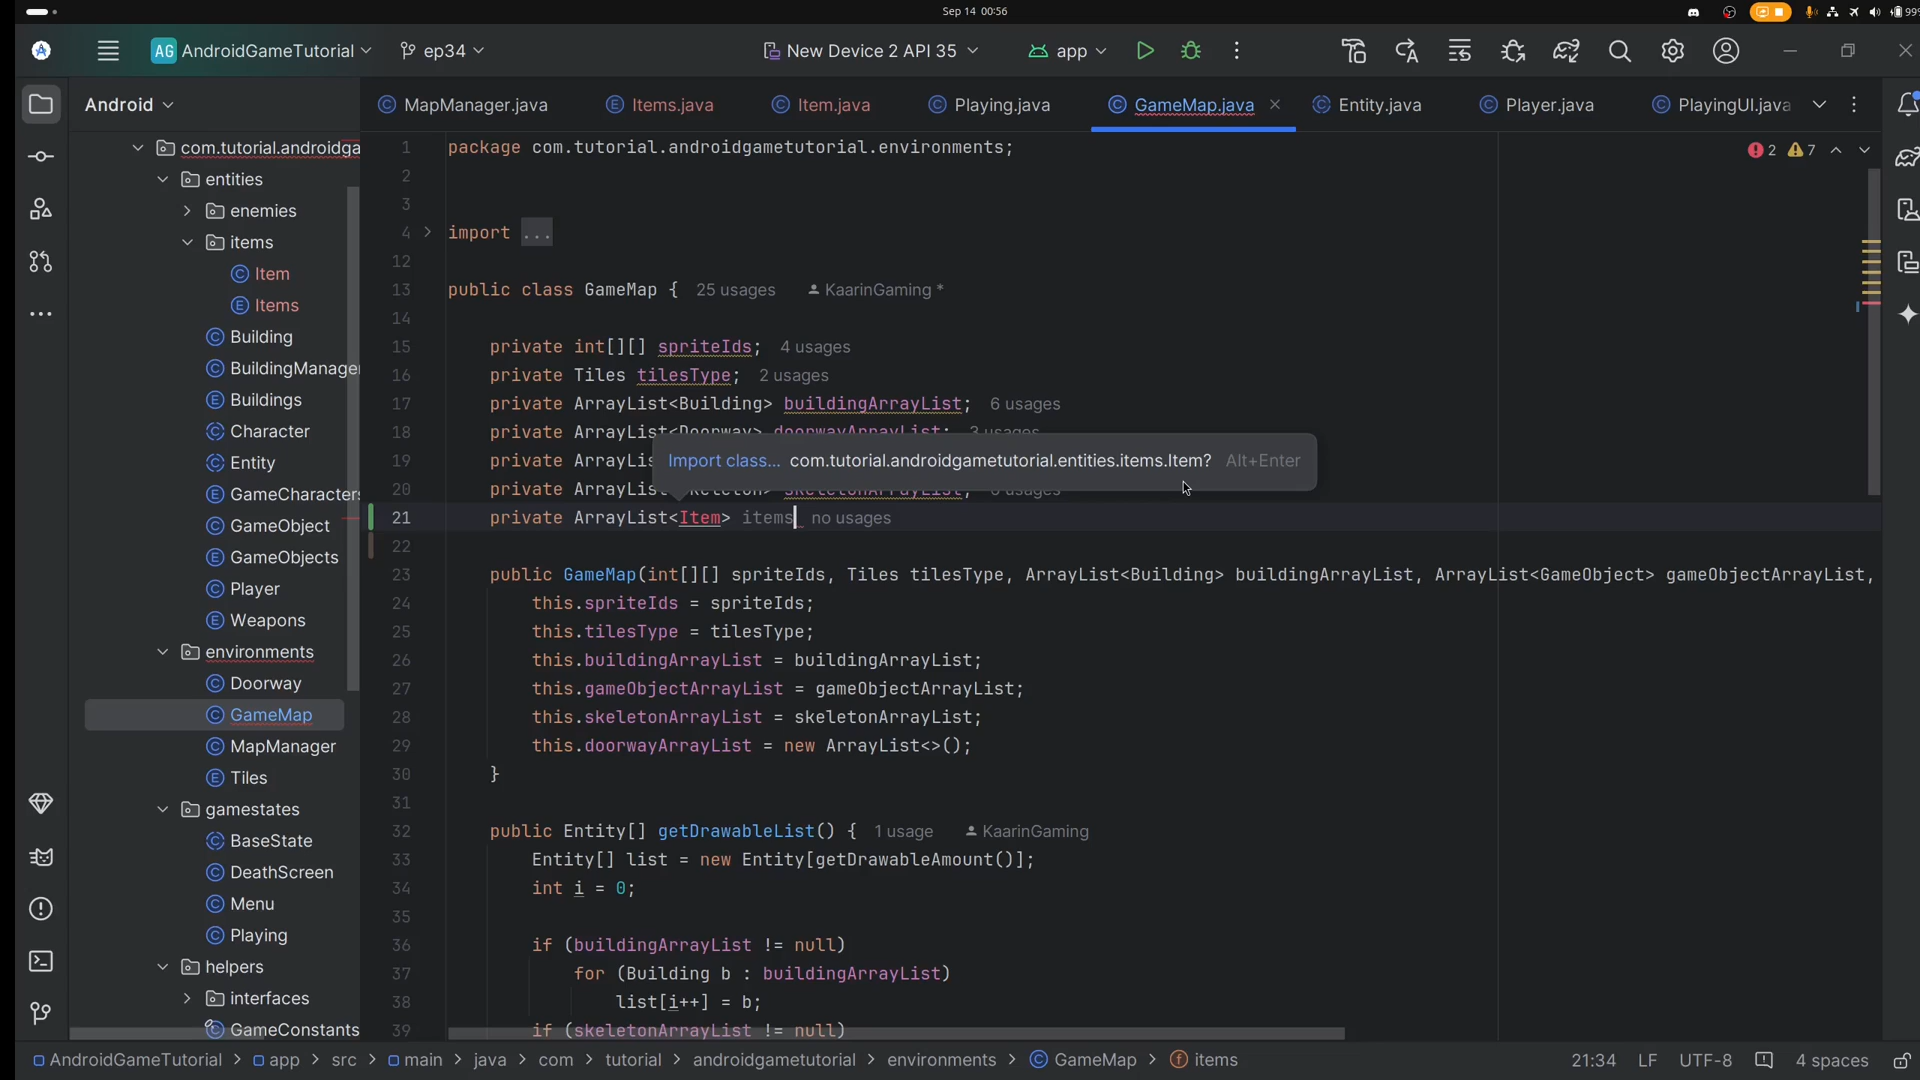 Sep 14 00:56
99%
AG AndroidGameTutorial
ep34
New Device 2 API 35
app
Android
MapManager.java
Items.java
Item.java
Playing.java
GameMap.java
Entity.java
Player.java
PlayingUI.java
com.tutorial.androidga
entities
enemies
items
Item
Items
Building
BuildingManage
Buildings
Character
Entity
GameCharacters
GameObject
GameObjects
Player
Weapons
environments
Doorway
GameMap
MapManager
Tiles
gamestates
BaseState
DeathScreen
Menu
Playing
helpers
interfaces
GameConstants
2 7
1 package com.tutorial.androidgametutorial.environments;
2
3
4 import ...
12
13 public class GameMap { 25 usages KaarinGaming *
14
15 private int[][] spriteIds; 4 usages
16 private Tiles tilesType; 2 usages
17 private ArrayList<Building> buildingArrayList; 6 usages
18 private ArrayList<Doorway> doorwayArrayList; 3 usages
19 private ArrayLis
Import class... com.tutorial.androidgametutorial.entities.items.Item? Alt+Enter
20 private ArrayList<Skeleton> skeletonArrayList;
21 private ArrayList<Item> items no usages
22
23 public GameMap(int[][] spriteIds, Tiles tilesType, ArrayList<Building> buildingArrayList, ArrayList<GameObject> gameObjectArrayList,
24 this.spriteIds = spriteIds;
25 this.tilesType = tilesType;
26 this.buildingArrayList = buildingArrayList;
27 this.gameObjectArrayList = gameObjectArrayList;
28 this.skeletonArrayList = skeletonArrayList;
29 this.doorwayArrayList = new ArrayList<>();
30 }
31
32 public Entity[] getDrawableList() { 1 usage KaarinGaming
33 Entity[] list = new Entity[getDrawableAmount()];
34 int i = 0;
35
36 if (buildingArrayList != null)
37 for (Building b : buildingArrayList)
38 list[i++] = b;
39 if (skeletonArrayList != null)
AndroidGameTutorial > app > src > main > java > com > tutorial > androidgametutorial > environments > GameMap > items
21:34 LF UTF-8 4 spaces